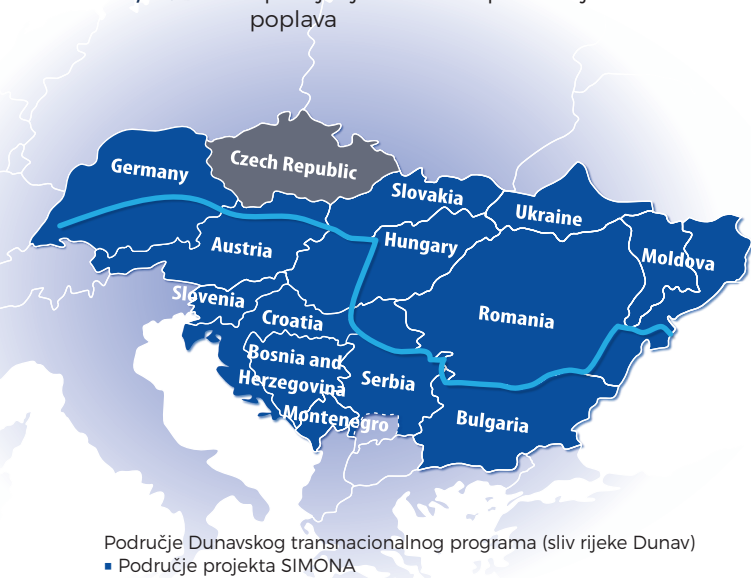 poplava
Germany
Czech Republic
Slovakia
Ukraine
Austria
Hungary
Moldova
Slovenia
Croatia
Romania
Bosnia and
Herzegovina
Serbia
Montenegro
Bulgaria
Područje Dunavskog transnacionalnog programa (sliv rijeke Dunav)
▪ Područje projekta SIMONA